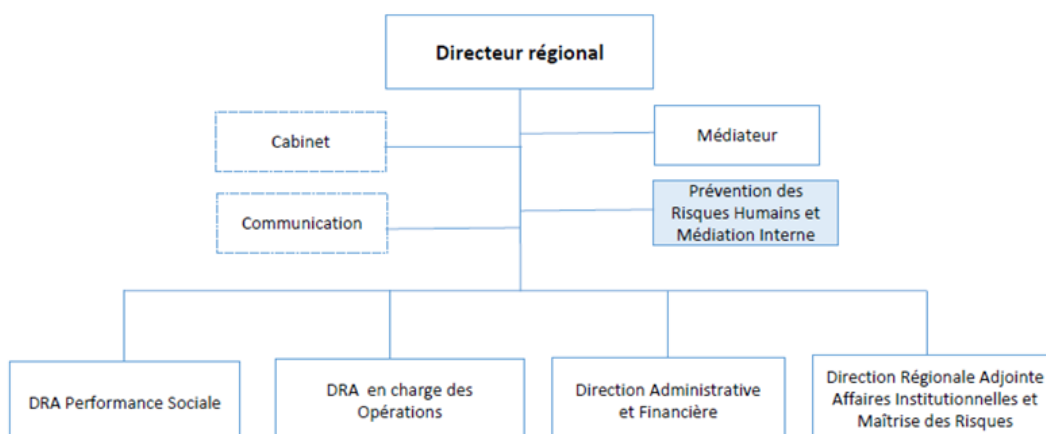 Directeur régional
Cabinet
Médiateur
Communication
Prévention des
Risques Humains et
Médiation Interne
DRA Performance Sociale
DRA en charge des
Opérations
Direction Administrative
et Financière
Direction Régionale Adjointe
Affaires Institutionnelles et
Maîtrise des Risques